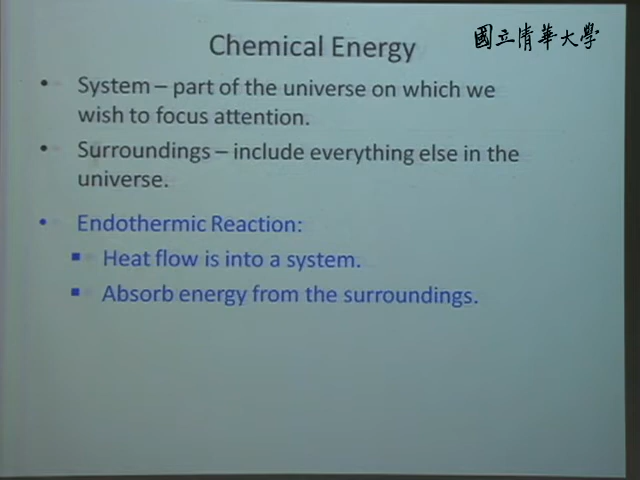 國立清華大學
Chemical Energy
• System – part of the universe on which we
wish to focus attention.
• Surroundings – include everything else in the
universe.
• Endothermic Reaction:
▪ Heat flow is into a system.
▪ Absorb energy from the surroundings.